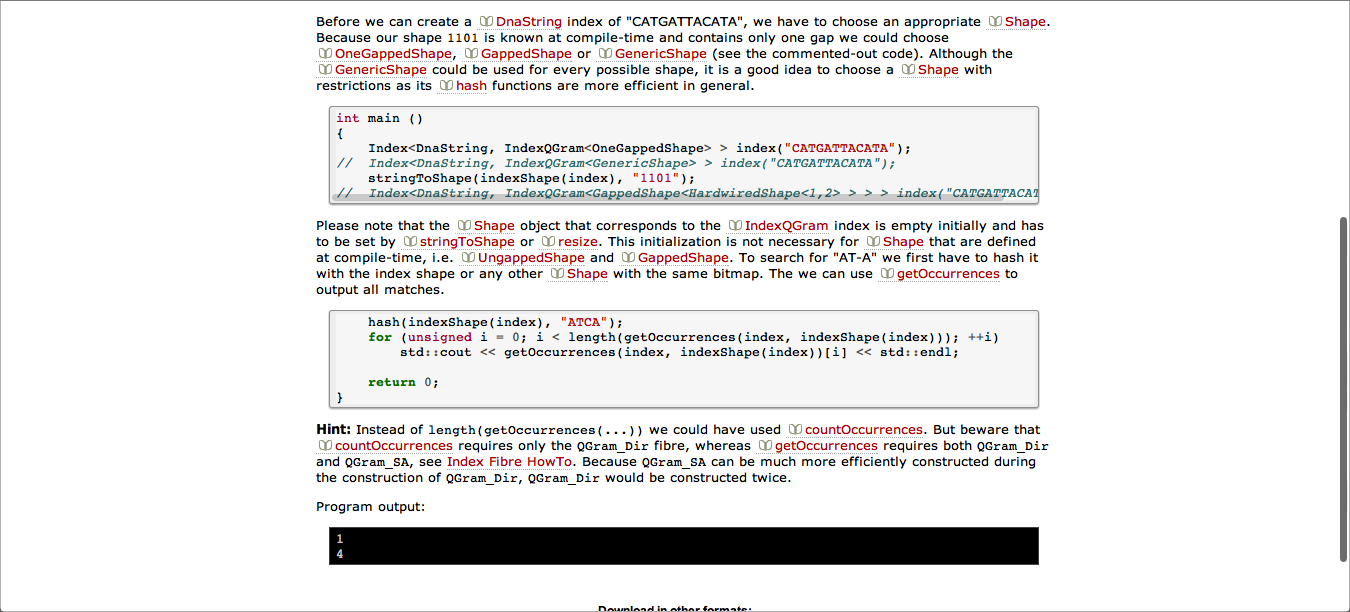 Before we can create a DnaString index of "CATGATTACATA", we have to choose an appropriate Shape.
Because our shape 1101 is known at compile-time and contains only one gap we could choose
OneGappedShape, GappedShape or GenericShape (see the commented-out code). Although the
GenericShape could be used for every possible shape, it is a good idea to choose a Shape with
restrictions as its hash functions are more efficient in general.
int main ()
{
    Index<DnaString, IndexQGram<OneGappedShape> > index("CATGATTACATA");
//  Index<DnaString, IndexQGram<GenericShape> > index("CATGATTACATA");
    stringToShape(indexShape(index), "1101");
//  Index<DnaString, IndexQGram<GappedShape<HardwiredShape<1,2> > > > index("CATGATTACAT
Please note that the Shape object that corresponds to the IndexQGram index is empty initially and has
to be set by stringToShape or resize. This initialization is not necessary for Shape that are defined
at compile-time, i.e. UngappedShape and GappedShape. To search for "AT-A" we first have to hash it
with the index shape or any other Shape with the same bitmap. The we can use getOccurrences to
output all matches.
    hash(indexShape(index), "ATCA");
    for (unsigned i = 0; i < length(getOccurrences(index, indexShape(index))); ++i)
        std::cout << getOccurrences(index, indexShape(index))[i] << std::endl;
    return 0;
}
Hint: Instead of length(getOccurrences(...)) we could have used countOccurrences. But beware that
countOccurrences requires only the QGram_Dir fibre, whereas getOccurrences requires both QGram_Dir
and QGram_SA, see Index Fibre HowTo. Because QGram_SA can be much more efficiently constructed during
the construction of QGram_Dir, QGram_Dir would be constructed twice.
Program output:
1
4
Download in other formats: